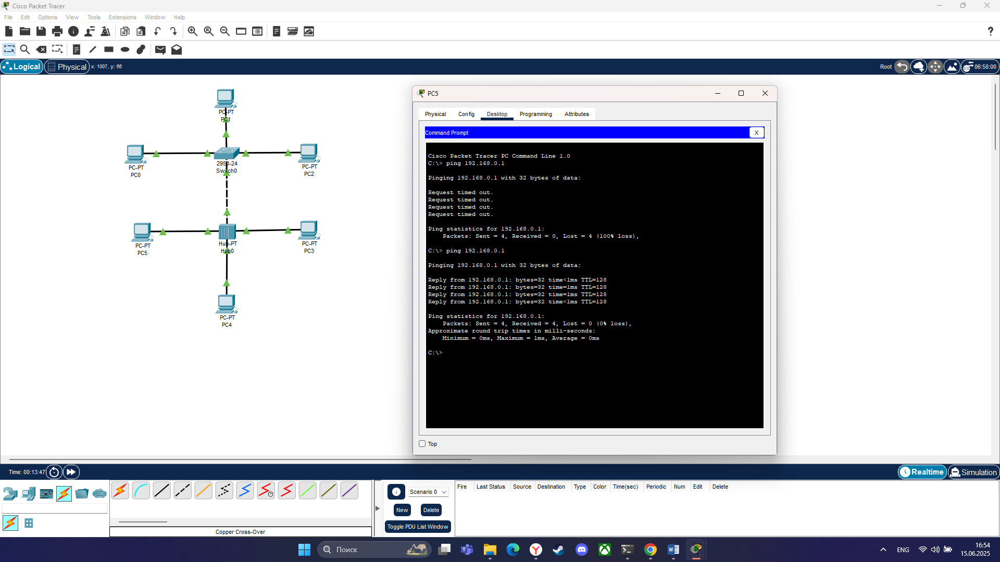 Cisco Packet Tracer
File Edit Options View Tools Extensions Window Help
Logical Physical x: 1007, y: 66
Root 06:58:00
PC-PT
PC1
PC-PT
PC0
2950-24
Switch0
PC-PT
PC2
PC-PT
PC5
Hub-PT
Hub0
PC-PT
PC3
PC-PT
PC4
PC5
Physical Config Desktop Programming Attributes
Command Prompt X
Cisco Packet Tracer PC Command Line 1.0
C:\> ping 192.168.0.1
Pinging 192.168.0.1 with 32 bytes of data:
Request timed out.
Request timed out.
Request timed out.
Request timed out.
Ping statistics for 192.168.0.1:
Packets: Sent = 4, Received = 0, Lost = 4 (100% loss),
C:\> ping 192.168.0.1
Pinging 192.168.0.1 with 32 bytes of data:
Reply from 192.168.0.1: bytes=32 time<1ms TTL=128
Reply from 192.168.0.1: bytes=32 time=1ms TTL=128
Reply from 192.168.0.1: bytes=32 time=1ms TTL=128
Reply from 192.168.0.1: bytes=32 time<1ms TTL=128
Ping statistics for 192.168.0.1:
Packets: Sent = 4, Received = 4, Lost = 0 (0% loss),
Approximate round trip times in milli-seconds:
Minimum = 0ms, Maximum = 1ms, Average = 0ms
C:\>
Top
Time: 00:13:47
Realtime Simulation
Copper Cross-Over
Scenario 0
New Delete
Toggle PDU List Window
Fire Last Status Source Destination Type Color Time(sec) Periodic Num Edit Delete
Поиск
ENG
16:54
15.06.2025